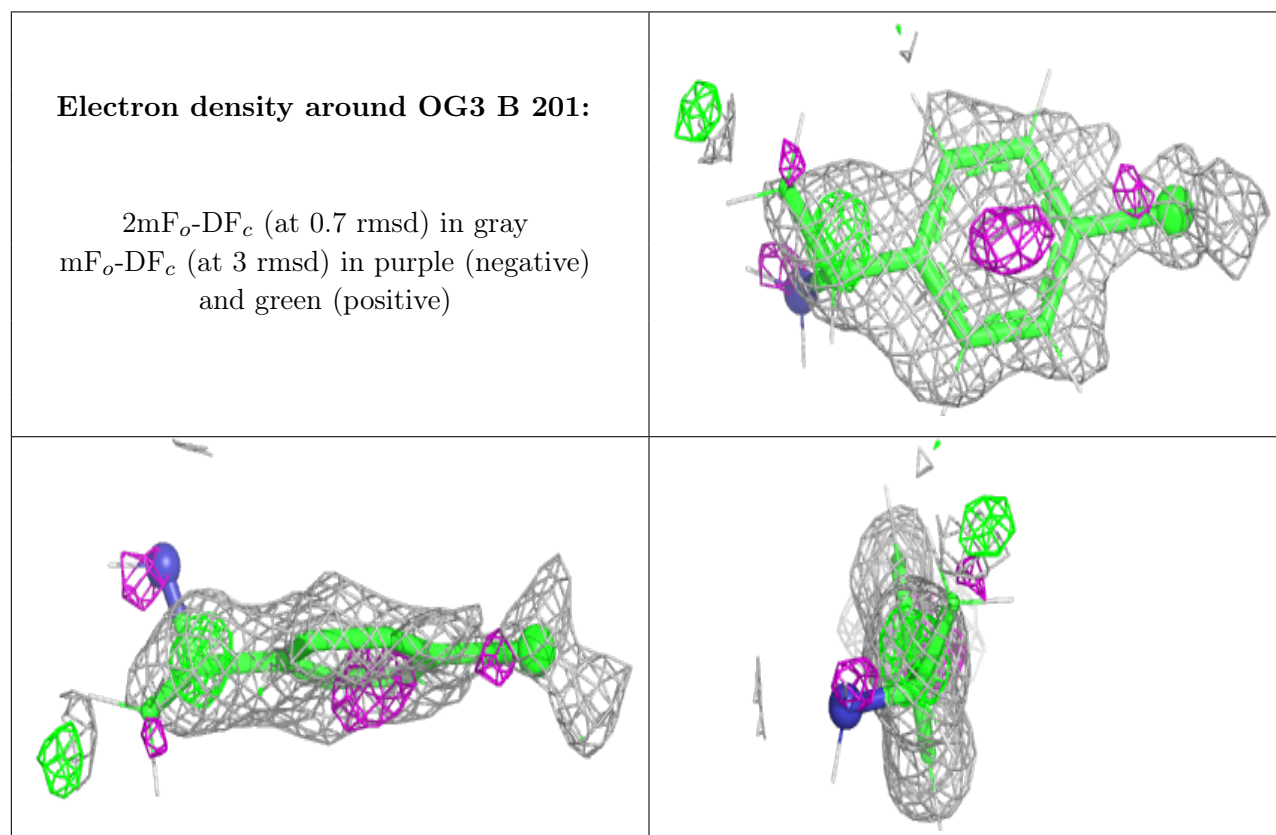 Electron density around OG3 B 201:
2mFo-DFc (at 0.7 rmsd) in gray
mFo-DFc (at 3 rmsd) in purple (negative)
and green (positive)